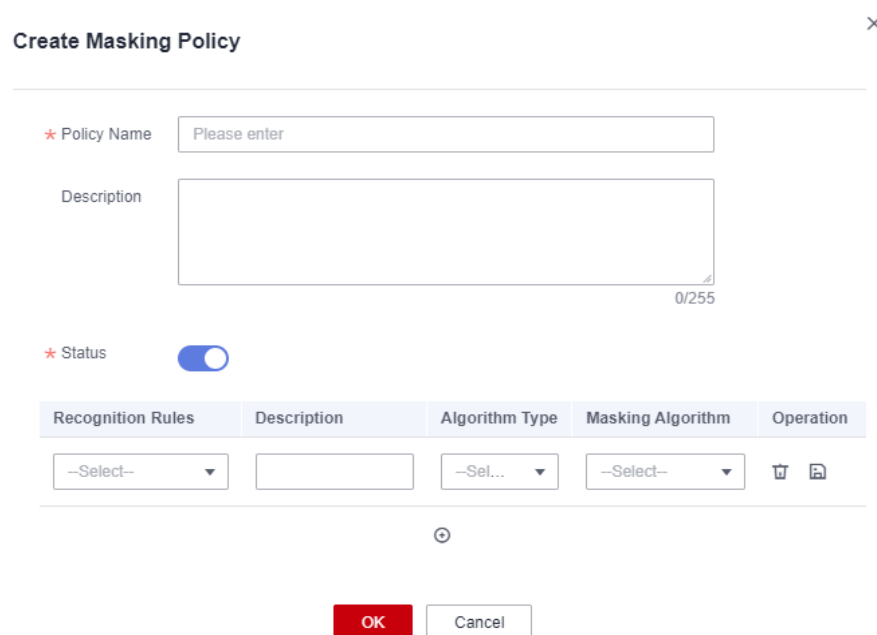 Create Masking Policy
* Policy Name
Please enter
Description
0/255
* Status
Recognition Rules Description Algorithm Type Masking Algorithm Operation
--Select-- --Sel... --Select--
OK Cancel